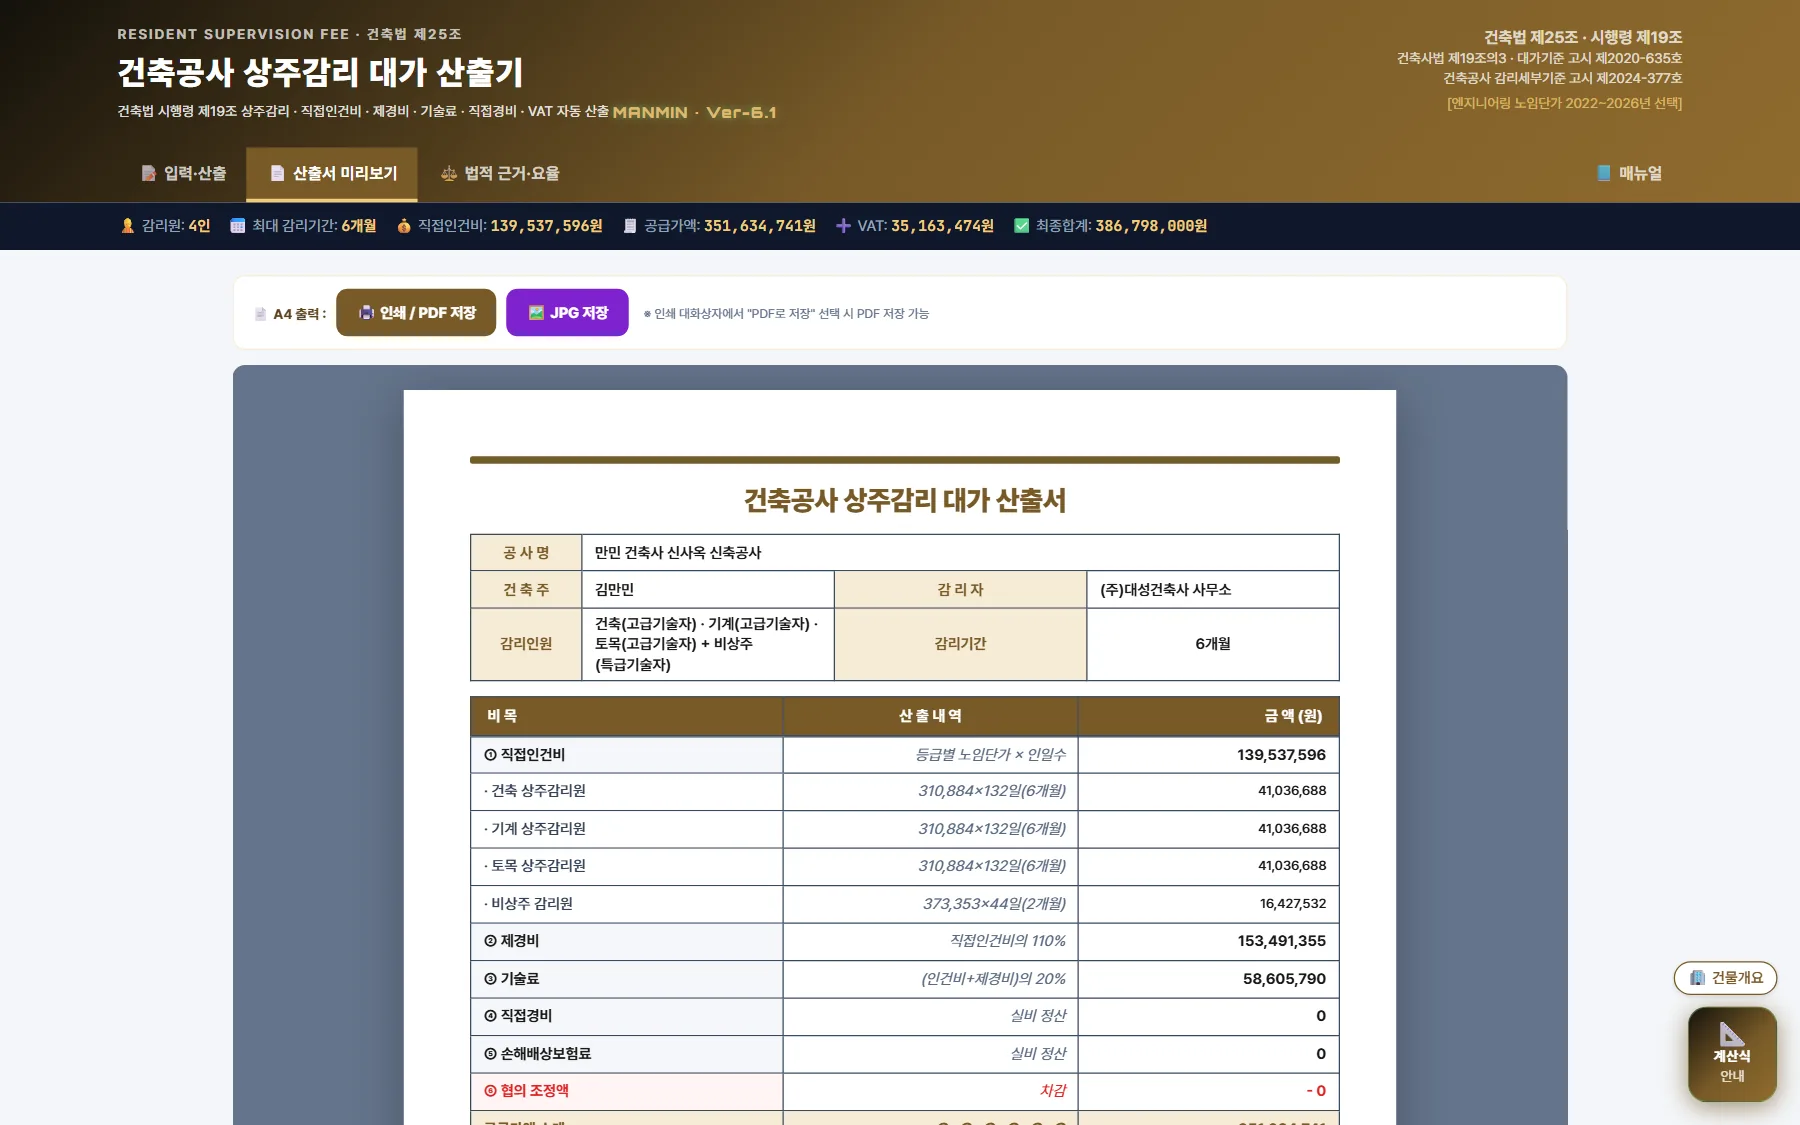 RESIDENT SUPERVISION FEE · 건축법 제25조
건축공사 상주감리 대가 산출기
건축법 시행령 제19조 상주감리 · 직접인건비 · 제경비 · 기술료 · 직접경비 · VAT 자동 산출 MANMIN · Ver-6.1
건축법 제25조 · 시행령 제19조
건축사법 제19조의3 · 대가기준 고시 제2020-635호
건축공사 감리세부기준 고시 제2024-377호
[엔지니어링 노임단가 2022~2026년 선택]
입력·산출
산출서 미리보기
법적 근거·요율
매뉴얼
감리원: 4인 최대 감리기간: 6개월 직접인건비: 139,537,596원 공급가액: 351,634,741원 VAT: 35,163,474원 최종합계: 386,798,000원
A4 출력 :
인쇄 / PDF 저장
JPG 저장
※ 인쇄 대화상자에서 "PDF로 저장" 선택 시 PDF 저장 가능
건축공사 상주감리 대가 산출서
공 사 명 만민 건축사 신사옥 신축공사
건 축 주 김만민 감 리 자 (주)대성건축사 사무소
감리인원 건축(고급기술자) · 기계(고급기술자) ·
토목(고급기술자) + 비상주
(특급기술자)
감리기간 6개월
비 목 산 출 내 역 금 액 (원)
① 직접인건비 등급별 노임단가 × 인일수 139,537,596
· 건축 상주감리원 310,884×132일(6개월) 41,036,688
· 기계 상주감리원 310,884×132일(6개월) 41,036,688
· 토목 상주감리원 310,884×132일(6개월) 41,036,688
· 비상주 감리원 373,353×44일(2개월) 16,427,532
② 제경비 직접인건비의 110% 153,491,355
③ 기술료 (인건비+제경비)의 20% 58,605,790
④ 직접경비 실비 정산 0
⑤ 손해배상보험료 실비 정산 0
⑥ 협의 조정액 차감 - 0
건물개요
계산식
안내